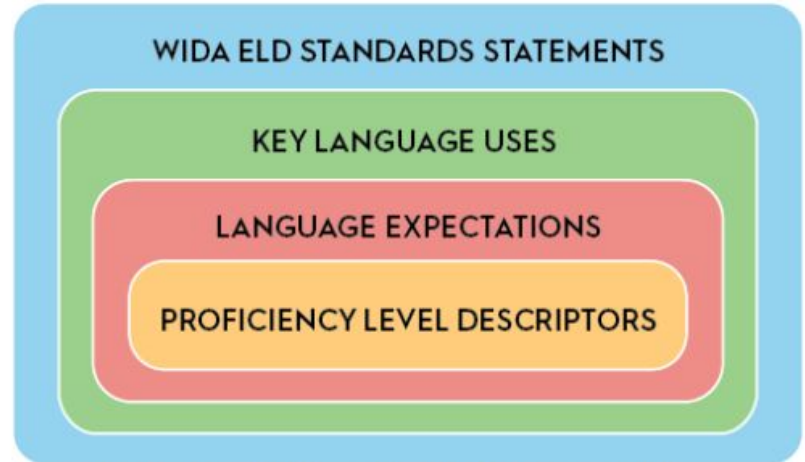 WIDA ELD STANDARDS STATEMENTS
KEY LANGUAGE USES
LANGUAGE EXPECTATIONS
PROFICIENCY LEVEL DESCRIPTORS